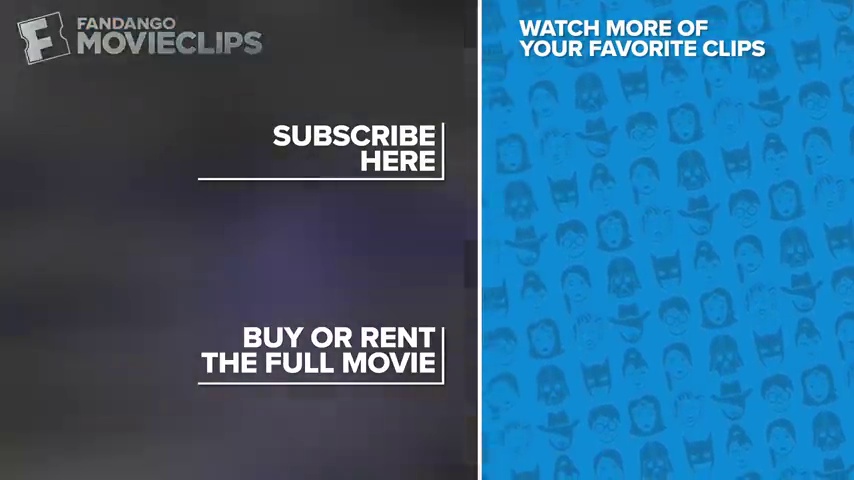 FANDANGO
MOVIECLIPS
SUBSCRIBE
HERE
BUY OR RENT
THE FULL MOVIE
WATCH MORE OF
YOUR FAVORITE CLIPS